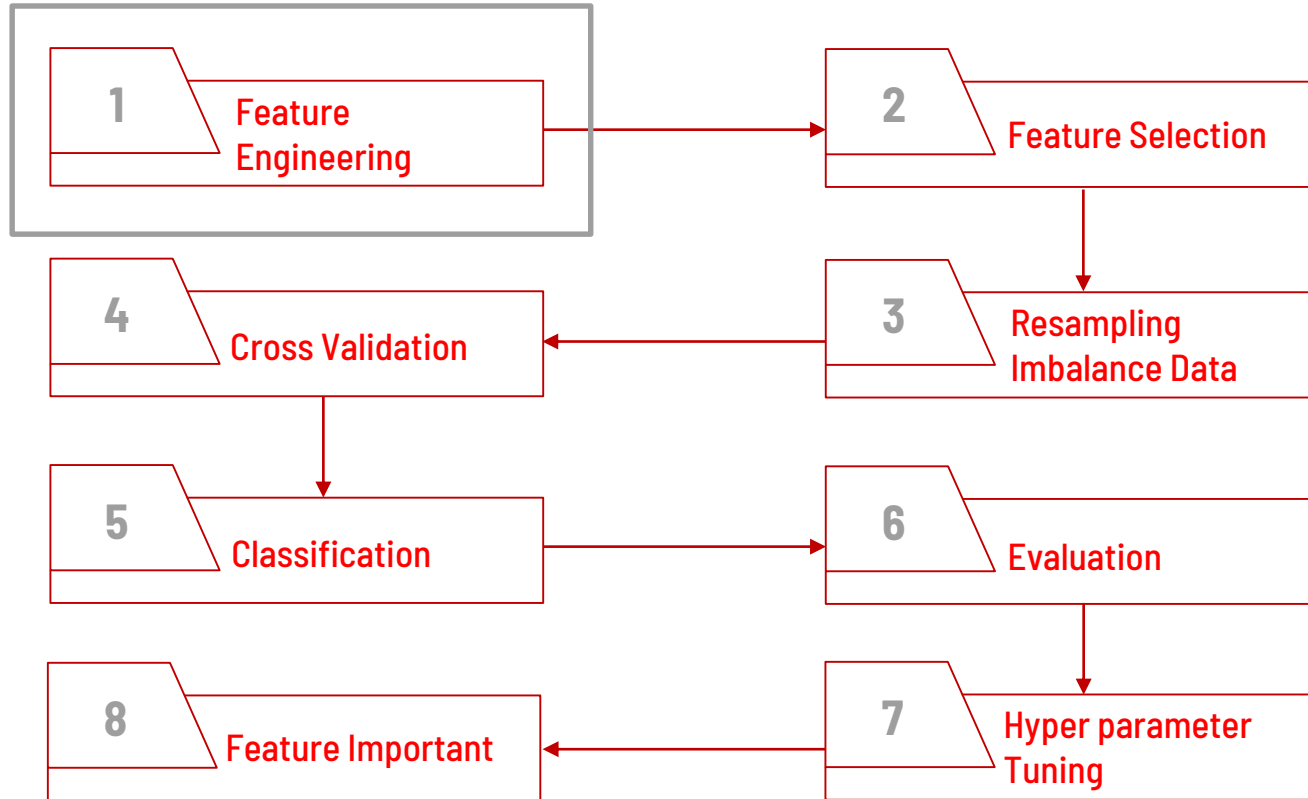 1
Feature
Engineering
2
Feature Selection
3
Resampling
Imbalance Data
4
Cross Validation
5
Classification
6
Evaluation
7
Hyper parameter
Tuning
8
Feature Important